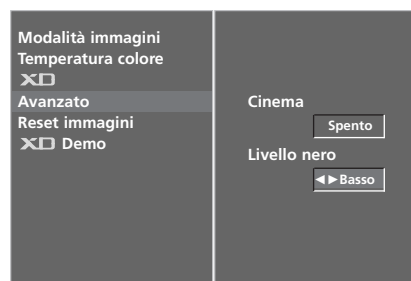 Modalità immagini
Temperatura colore
XD
Avanzato
Reset immagini
XD Demo
Cinema
Spento
Livello nero
◄►Basso